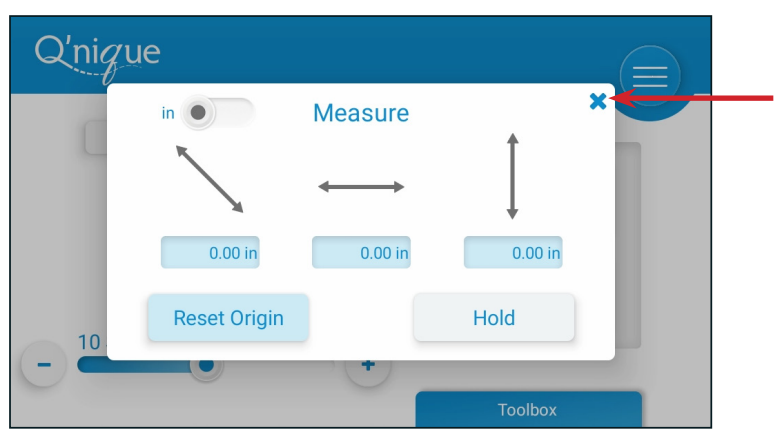 Q'nique
in
Measure
0.00 in
0.00 in
0.00 in
Reset Origin
Hold
10
Toolbox